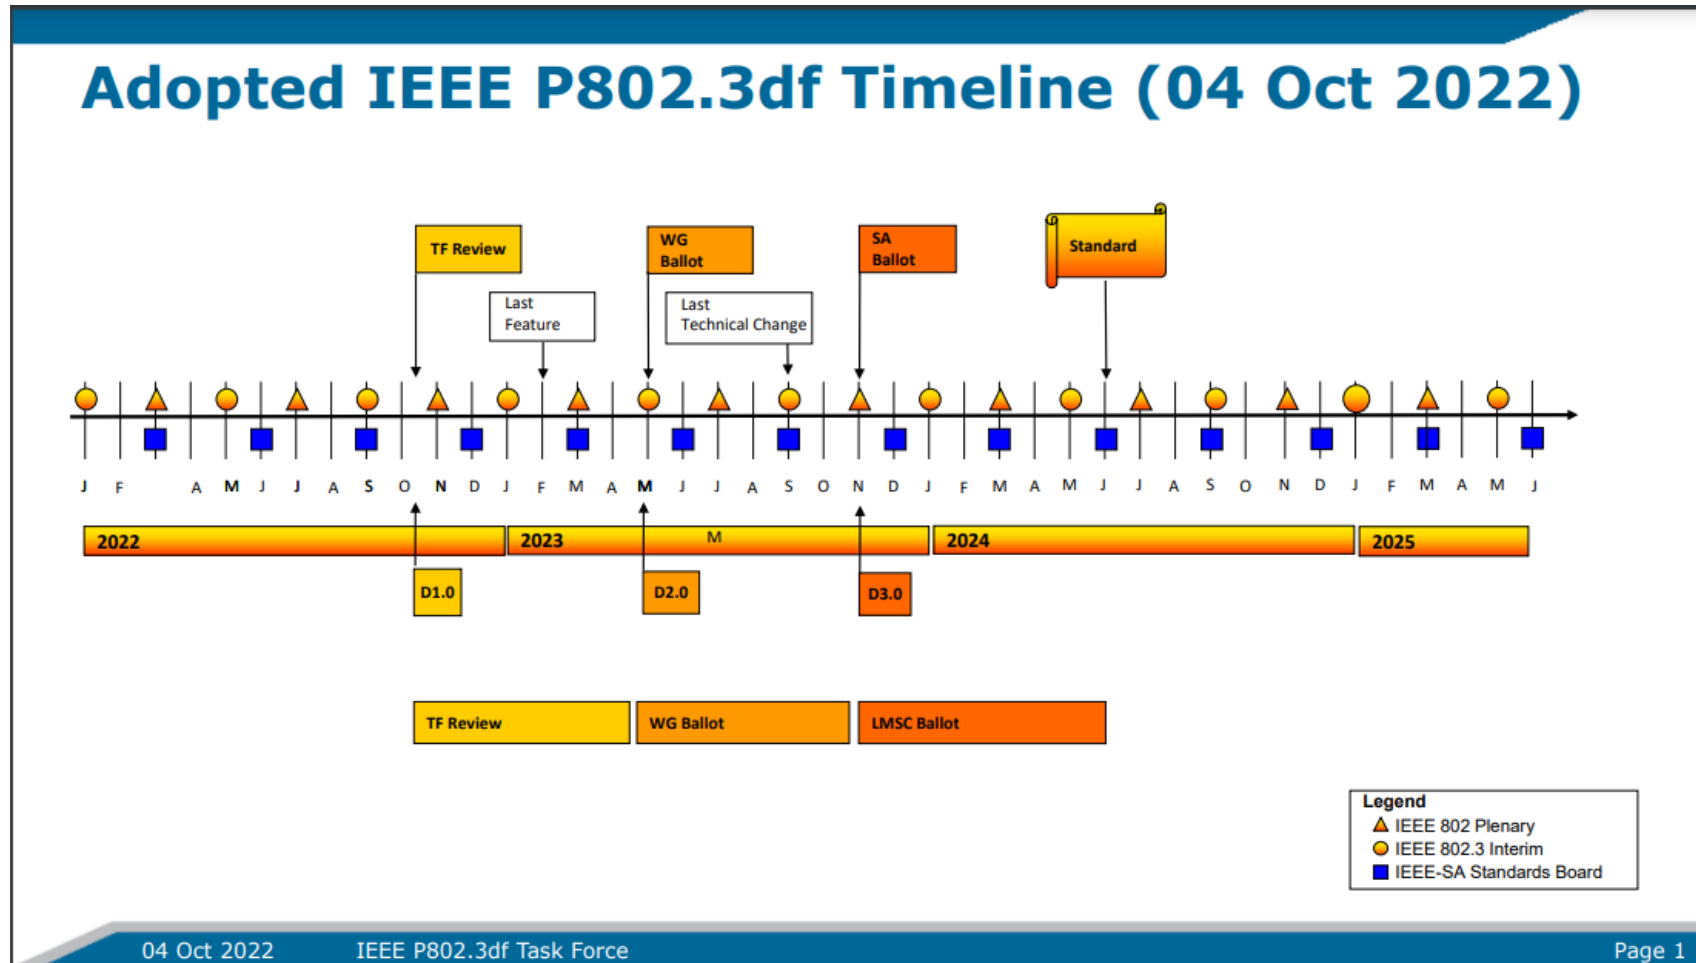 Adopted IEEE P802.3df Timeline (04 Oct 2022)
TF Review
WG
Ballot
SA
Ballot
Standard
Last
Feature
Last
Technical Change
J F A M J J A S O N D J F M A M J J A S O N D J F M A M J J A S O N D J F M A M J
2022 2023 M 2024 2025
D1.0 D2.0 D3.0
TF Review WG Ballot LMSC Ballot
Legend
IEEE 802 Plenary
IEEE 802.3 Interim
IEEE-SA Standards Board
04 Oct 2022 IEEE P802.3df Task Force Page 1